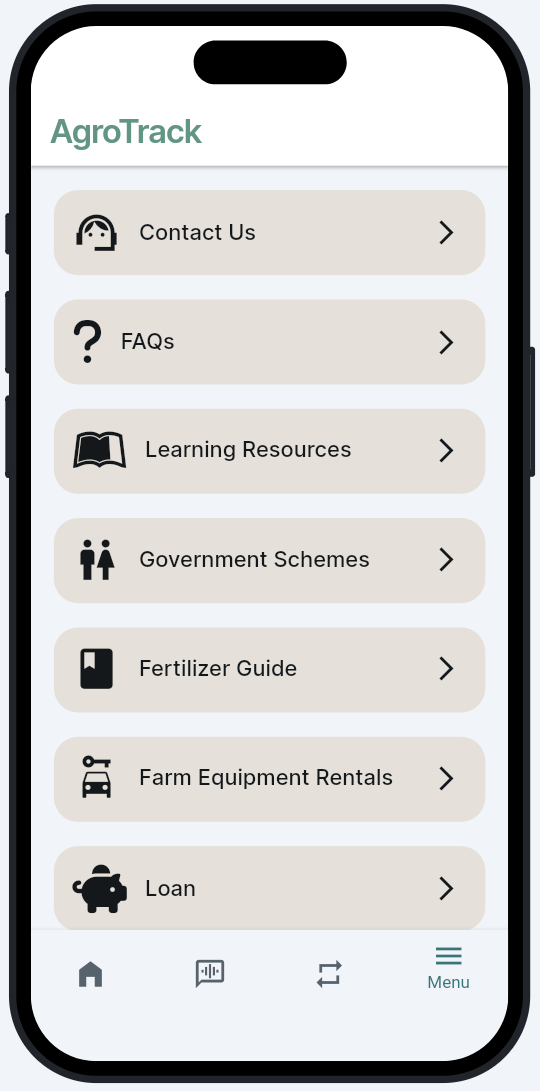 AgroTrack
Contact Us
FAQs
Learning Resources
Government Schemes
Fertilizer Guide
Farm Equipment Rentals
Loan
Menu